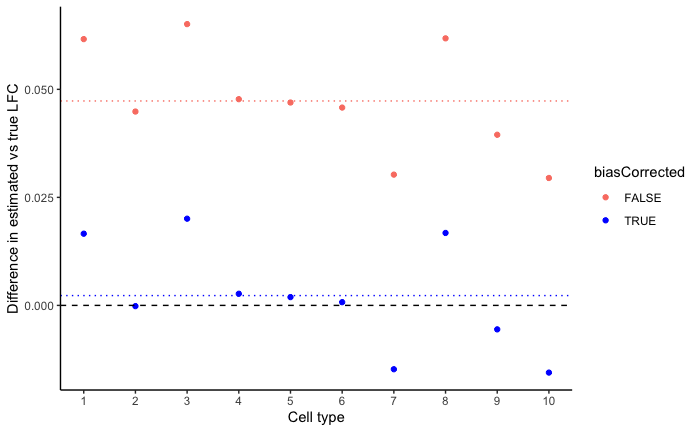 Difference in estimated vs true LFC
0.050
0.025
0.000
1 2 3 4 5 6 7 8 9 10
Cell type
biasCorrected
FALSE
TRUE